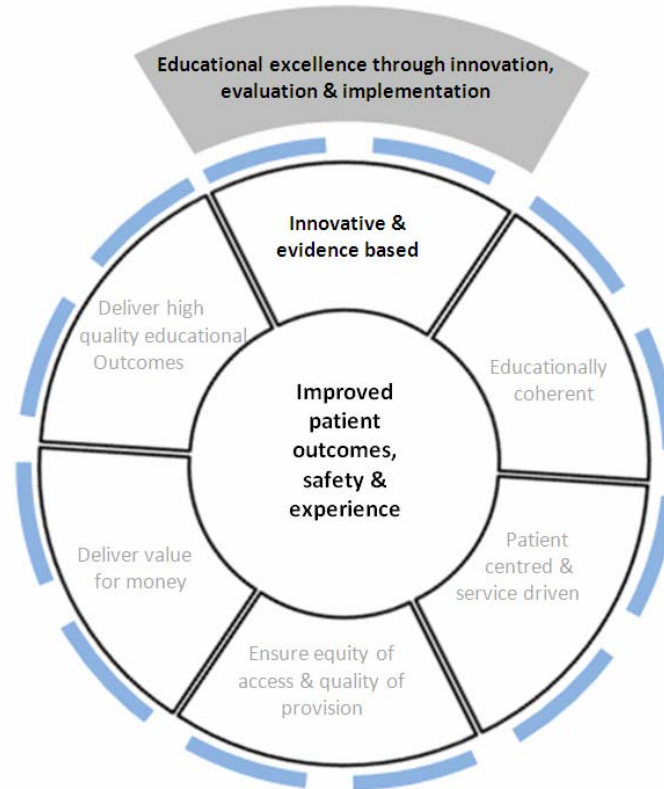 Educational excellence through innovation,
evaluation & implementation
Innovative &
evidence based
Deliver high
quality educational
Outcomes
Educationally
coherent
Improved
patient
outcomes,
safety &
experience
Deliver value
for money
Patient
centred &
service driven
Ensure equity of
access & quality of
provision